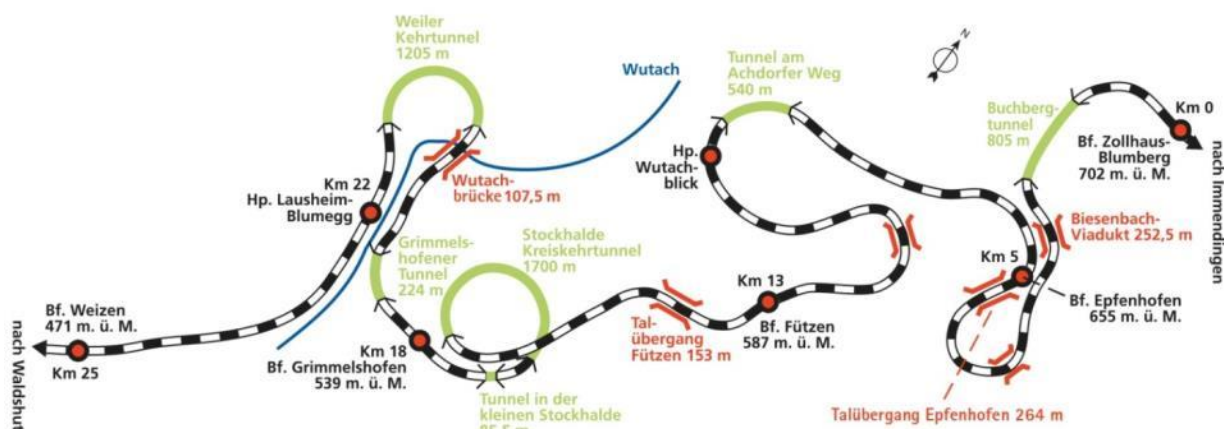 Weiler
Kehrtunnel
1205 m
Wutach
Tunnel am
Achdorfer Weg
540 m
N
Buchberg-
tunnel
805 m
Km 0
Bf. Zollhaus-
Blumberg
702 m. ü. M.
nach Immendingen
Km 22
Hp. Lausheim-
Blumegg
Wutach-
brücke 107,5 m
Hp.
Wutach-
blick
Grimmels-
hofener
Tunnel
224 m
Stockhalde
Kreiskehrtunnel
1700 m
Biesenbach-
Viadukt 252,5 m
Km 5
Bf. Epfenhofen
655 m. ü. M.
Km 13
Bf. Fützen
587 m. ü. M.
Tal-
übergang
Fützen 153 m
Bf. Weizen
471 m. ü. M.
Km 25
nach Waldshut
Km 18
Bf. Grimmelshofen
539 m. ü. M.
Tunnel in der
kleinen Stockhalde
Talübergang Epfenhofen 264 m